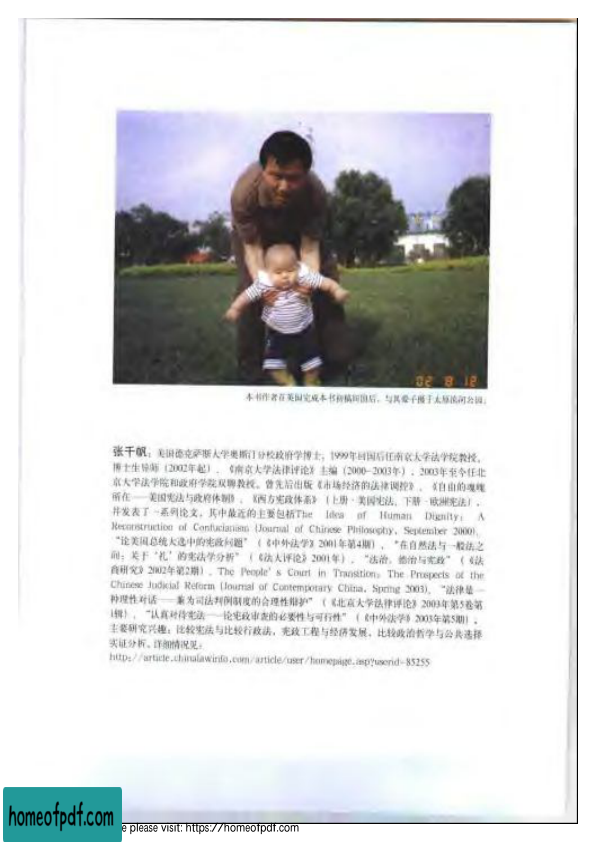 02 8 12
本书作者在美国完成本书初稿回国后，与其爱子摄于太原滨河公园。
张千帆：美国德克萨斯大学奥斯汀分校政府学博士，1999年回国后任南京大学法学院教授、
博士生导师（2002年起）、《南京大学法律评论》主编（2000-2003年），2003年至今任北
京大学法学院和政府学院双聘教授。曾先后出版《市场经济的法律调控》、《自由的魂魄
所在——美国宪法与政府体制》、《西方宪政体系》（上册·美国宪法、下册·欧洲宪法），
并发表了一系列论文，其中最近的主要包括The Idea of Human Dignity: A
Reconstruction of Confucianism (Journal of Chinese Philosophy, September 2000)、
“论美国总统大选中的宪政问题”（《中外法学》2001年第4期）、“在自然法与一般法之
间：关于‘礼’的宪法学分析”（《法大评论》2001年）、“法治、德治与宪政”（《法
商研究》2002年第2期）、The People's Court in Transition: The Prospects of the
Chinese Judicial Reform (Journal of Contemporary China, Spring 2003)、“法律是一
种理性对话——兼为司法判例制度的合理性辩护”（《北京大学法律评论》2003年第5卷第
1辑）、“认真对待宪法——论宪政审查的必要性与可行性”（《中外法学》2003年第5期）。
主要研究兴趣：比较宪法与比较行政法、宪政工程与经济发展、比较政治哲学与公共选择
实证分析。详细情况见：
http://article.chinalawinfo.com/article/user/homepage.asp?userid=85255
homeofpdf.com
e please visit: https://homeofpdf.com